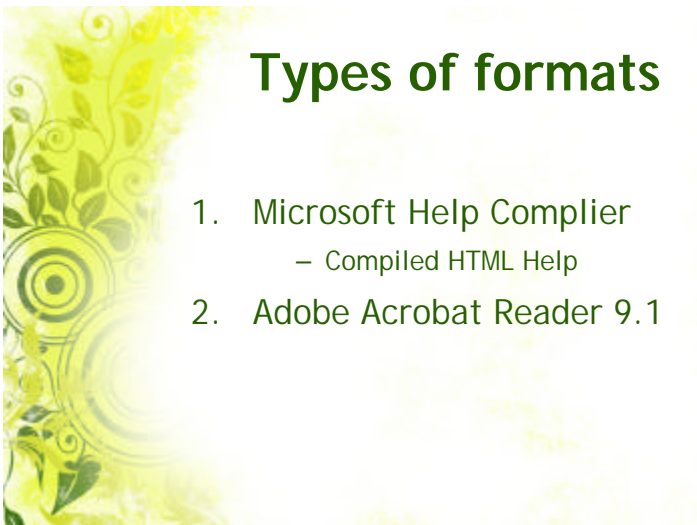 Types of formats
1. Microsoft Help Complier
– Compiled HTML Help
2. Adobe Acrobat Reader 9.1